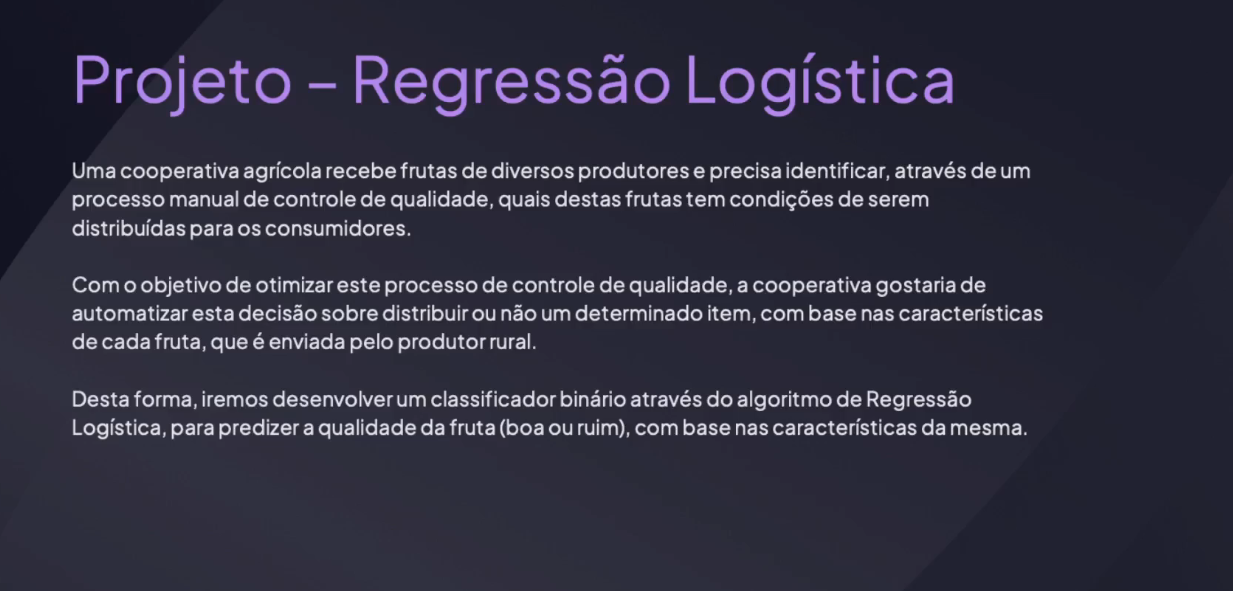 Projeto – Regressão Logística
Uma cooperativa agrícola recebe frutas de diversos produtores e precisa identificar, através de um
processo manual de controle de qualidade, quais destas frutas tem condições de serem
distribuídas para os consumidores.
Com o objetivo de otimizar este processo de controle de qualidade, a cooperativa gostaria de
automatizar esta decisão sobre distribuir ou não um determinado item, com base nas características
de cada fruta, que é enviada pelo produtor rural.
Desta forma, iremos desenvolver um classificador binário através do algoritmo de Regressão
Logística, para predizer a qualidade da fruta (boa ou ruim), com base nas características da mesma.